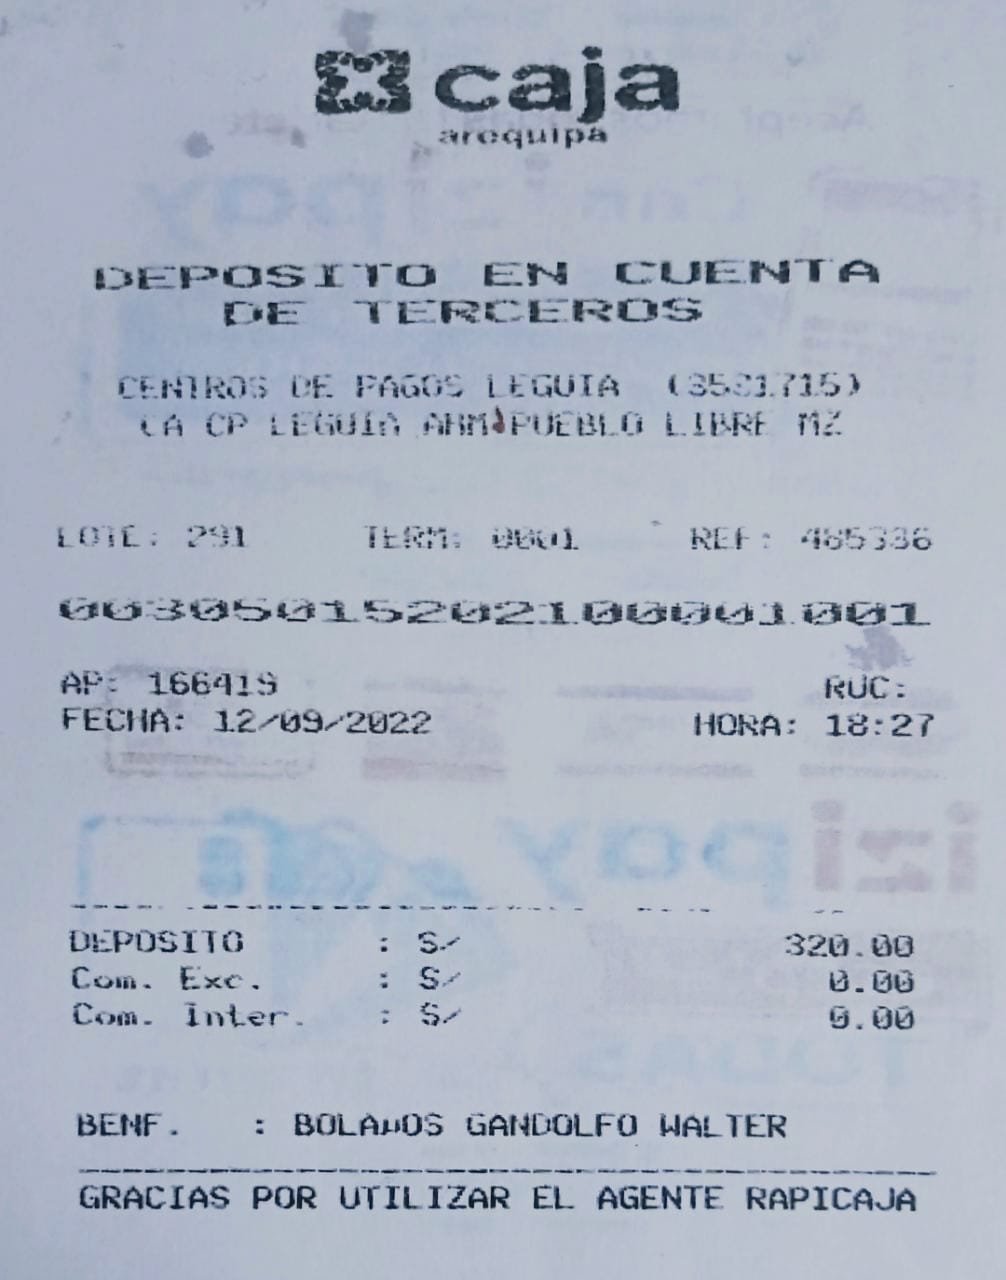 caja
arequipa
DEPOSITO EN CUENTA
DE TERCEROS
CENTROS DE PAGOS LEGUIA (3531715)
CA CP LEGUIA AHM PUEBLO LIBRE MZ
LOTE: 291 TERM: 0001 REF: 465336
003050152021000001001
AP: 166419 RUC:
FECHA: 12/09/2022 HORA: 18:27
DEPOSITO : S/ 320.00
Com. Exc. : S/ 0.00
Com. Inter. : S/ 0.00
BENF. : BOLAÑOS GANDOLFO WALTER
GRACIAS POR UTILIZAR EL AGENTE RAPICAJA